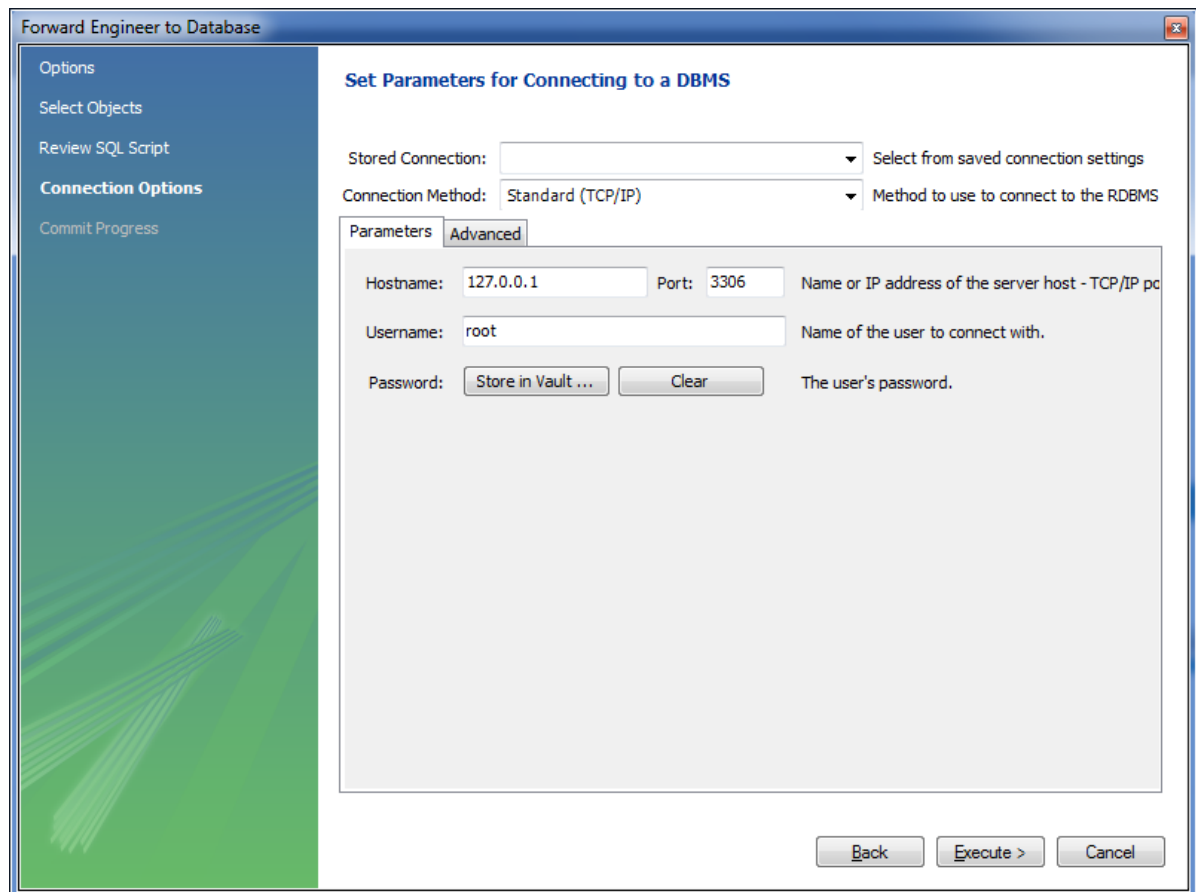 Forward Engineer to Database
Options
Select Objects
Review SQL Script
Connection Options
Commit Progress
Set Parameters for Connecting to a DBMS
Stored Connection: Select from saved connection settings
Connection Method: Standard (TCP/IP) Method to use to connect to the RDBMS
Parameters Advanced
Hostname: 127.0.0.1 Port: 3306 Name or IP address of the server host - TCP/IP po
Username: root Name of the user to connect with.
Password: Store in Vault ... Clear The user's password.
Back Execute > Cancel